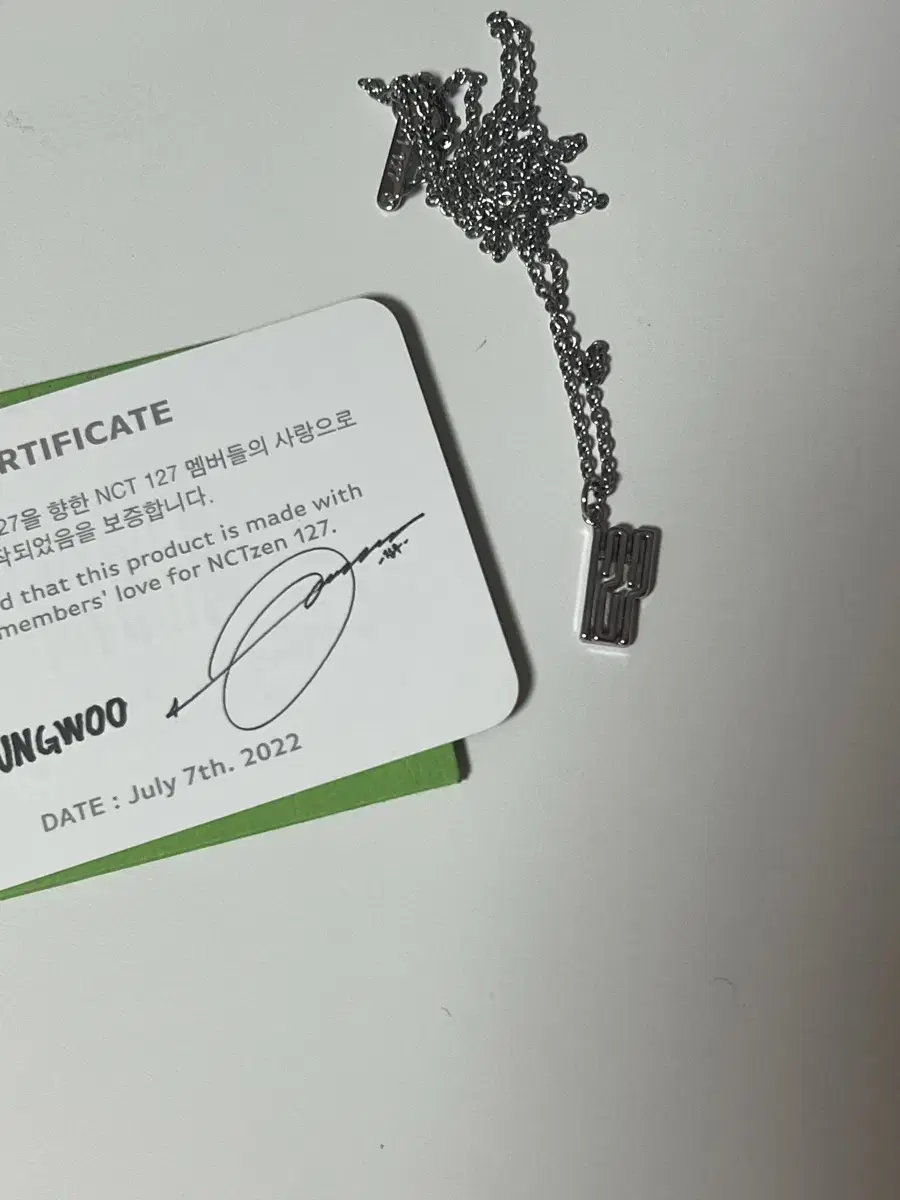 RTIFICATE
27을 향한 NCT 127 멤버들의 사랑으로
작되었음을 보증합니다.
d that this product is made with
members' love for NCTzen 127.
UNGWOO
DATE : July 7th. 2022